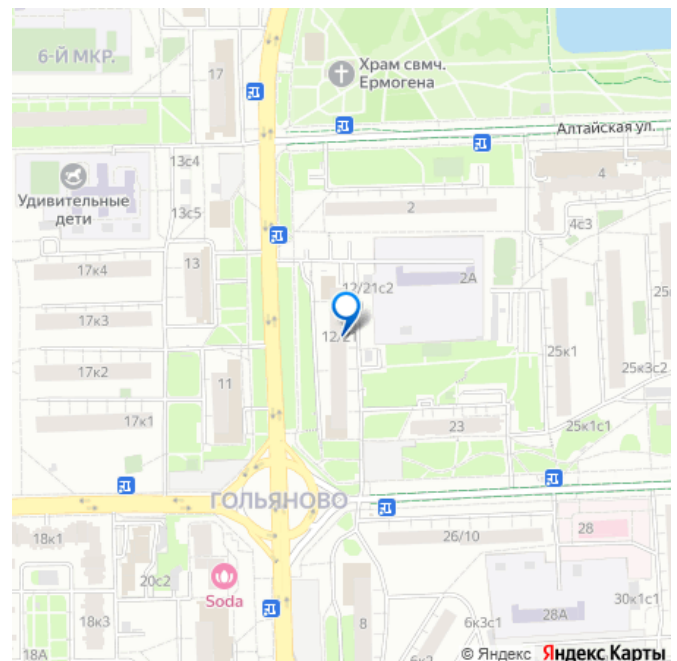 6-Й МКР.
17
Храм свмч.
Ермогена
Алтайская ул.
13с4
4
Удивительные
дети
13с5
2
4с3
17к4
13
2А
12/21с2
25
17к3
12/21
25к1
25к3с2
17к2
11
17к1
23
25к1с1
ГОЛЬЯНОВО
18к1
26/10
28
20с2
Soda
18к3
8
6к3с1
28А
30к1с1
18А
© Яндекс Яндекс Карты